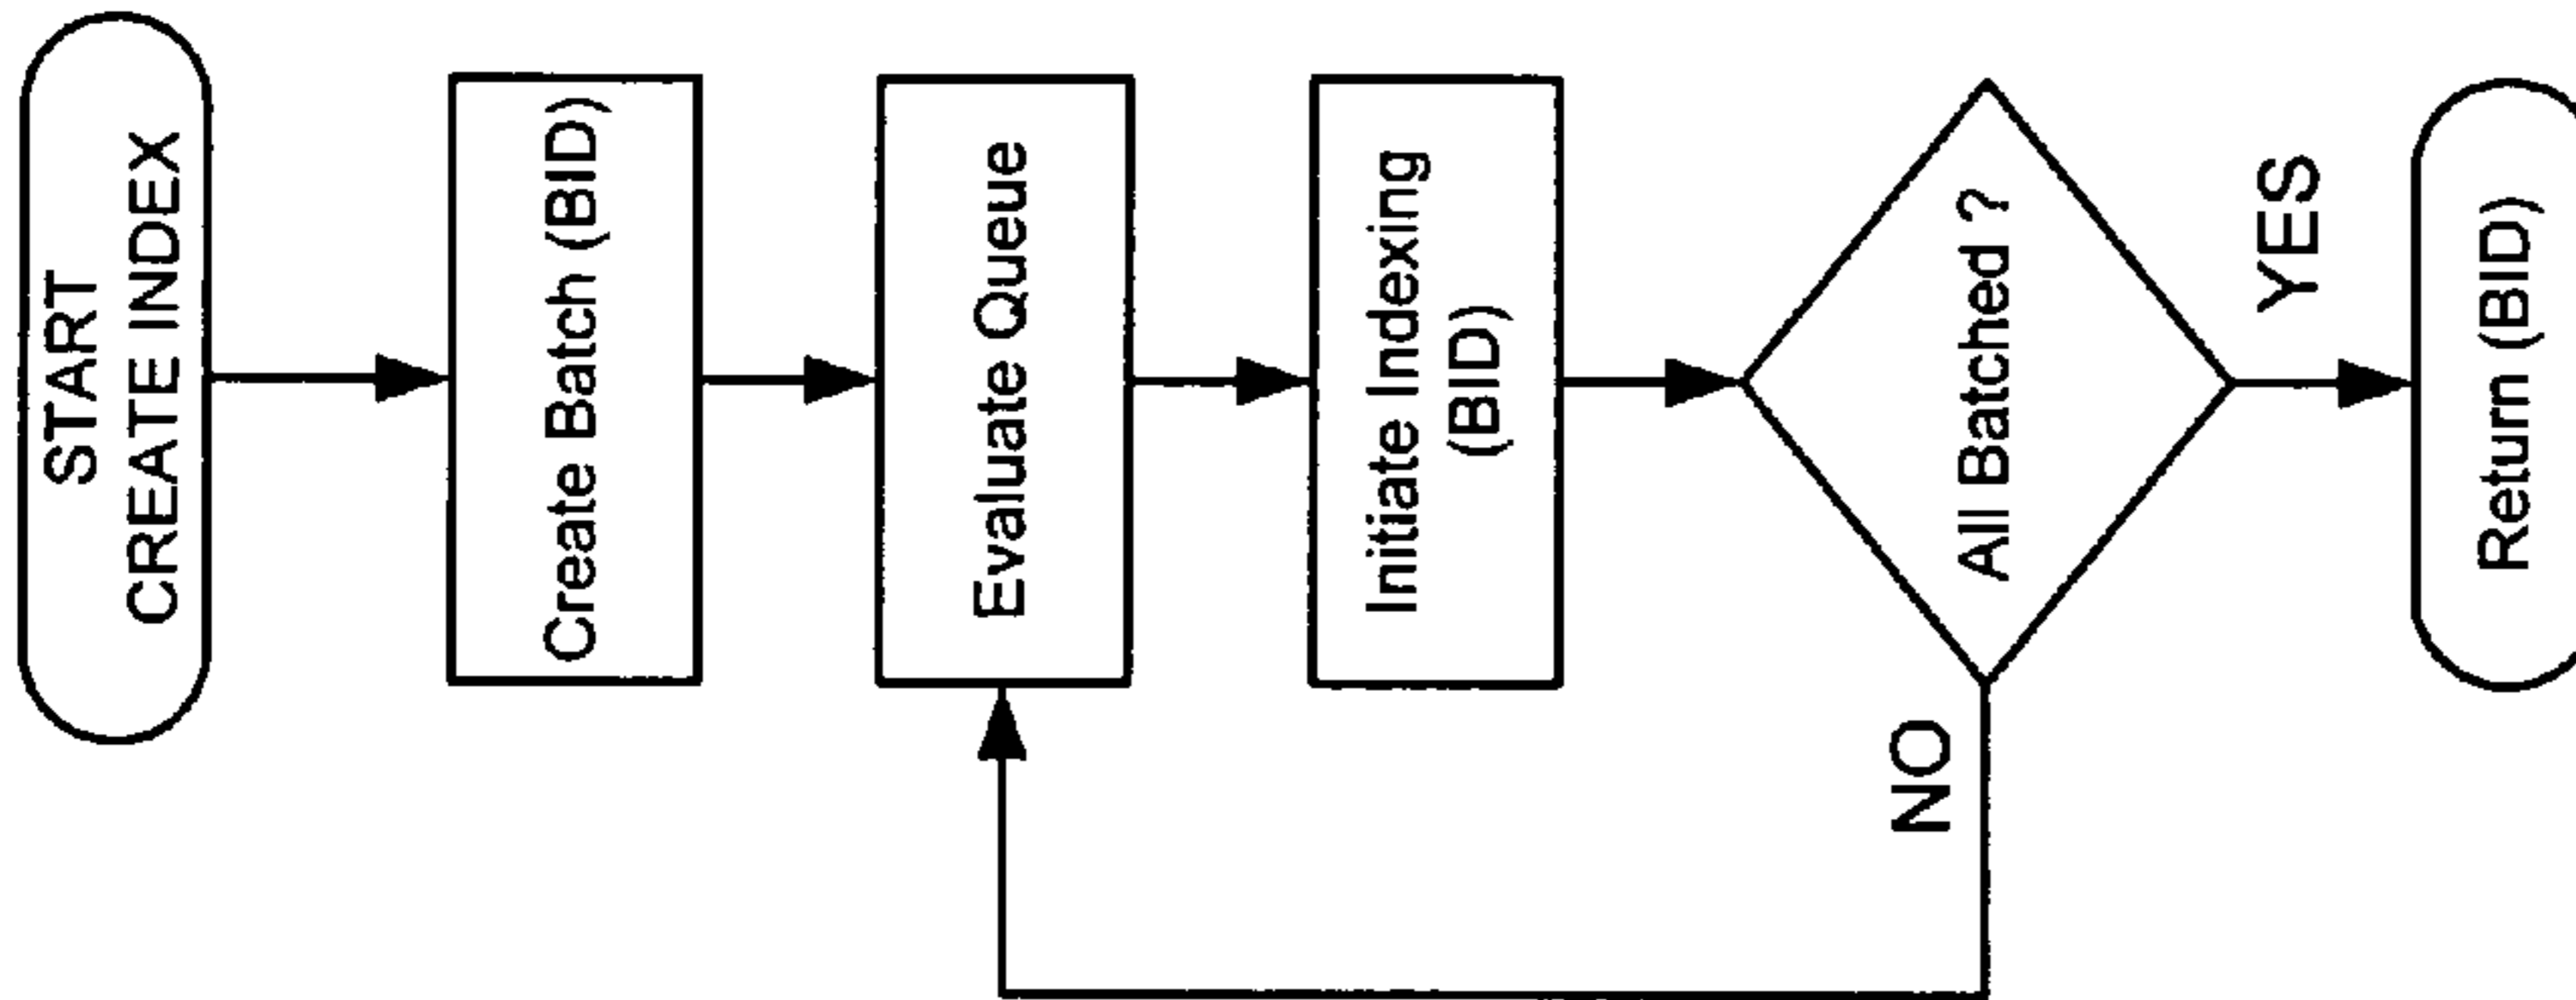 START
CREATE INDEX
Create Batch (BID)
Evaluate Queue
Initiate Indexing
(BID)
All Batched ?
NO
YES
Return (BID)